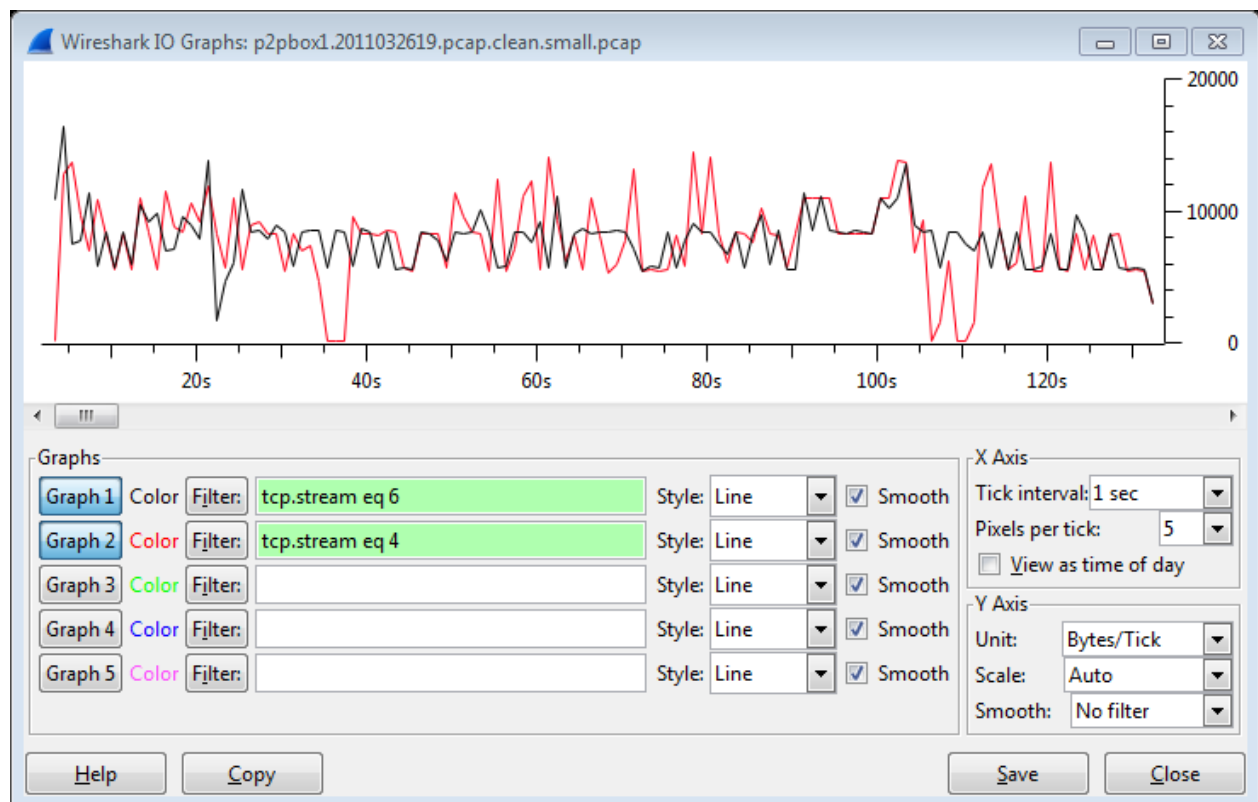 Wireshark IO Graphs: p2pbox1.2011032619.pcap.clean.small.pcap
20000
10000
0
20s 40s 60s 80s 100s 120s
Graphs
Graph 1 Color Filter: tcp.stream eq 6 Style: Line Smooth
Graph 2 Color Filter: tcp.stream eq 4 Style: Line Smooth
Graph 3 Color Filter: Style: Line Smooth
Graph 4 Color Filter: Style: Line Smooth
Graph 5 Color Filter: Style: Line Smooth
X Axis
Tick interval: 1 sec
Pixels per tick: 5
View as time of day
Y Axis
Unit: Bytes/Tick
Scale: Auto
Smooth: No filter
Help Copy Save Close